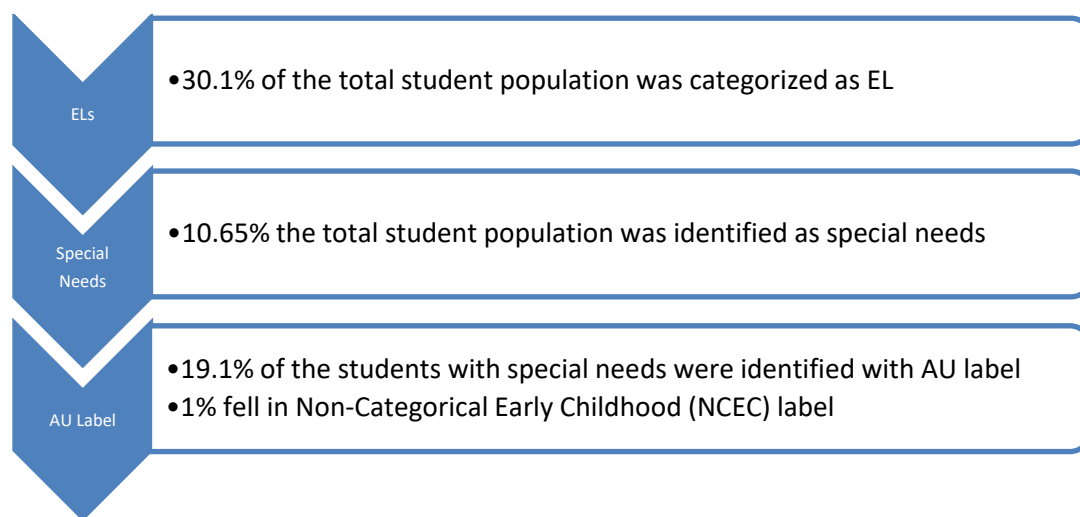 ELs
•30.1% of the total student population was categorized as EL
Special
Needs
•10.65% the total student population was identified as special needs
AU Label
•19.1% of the students with special needs were identified with AU label
•1% fell in Non-Categorical Early Childhood (NCEC) label